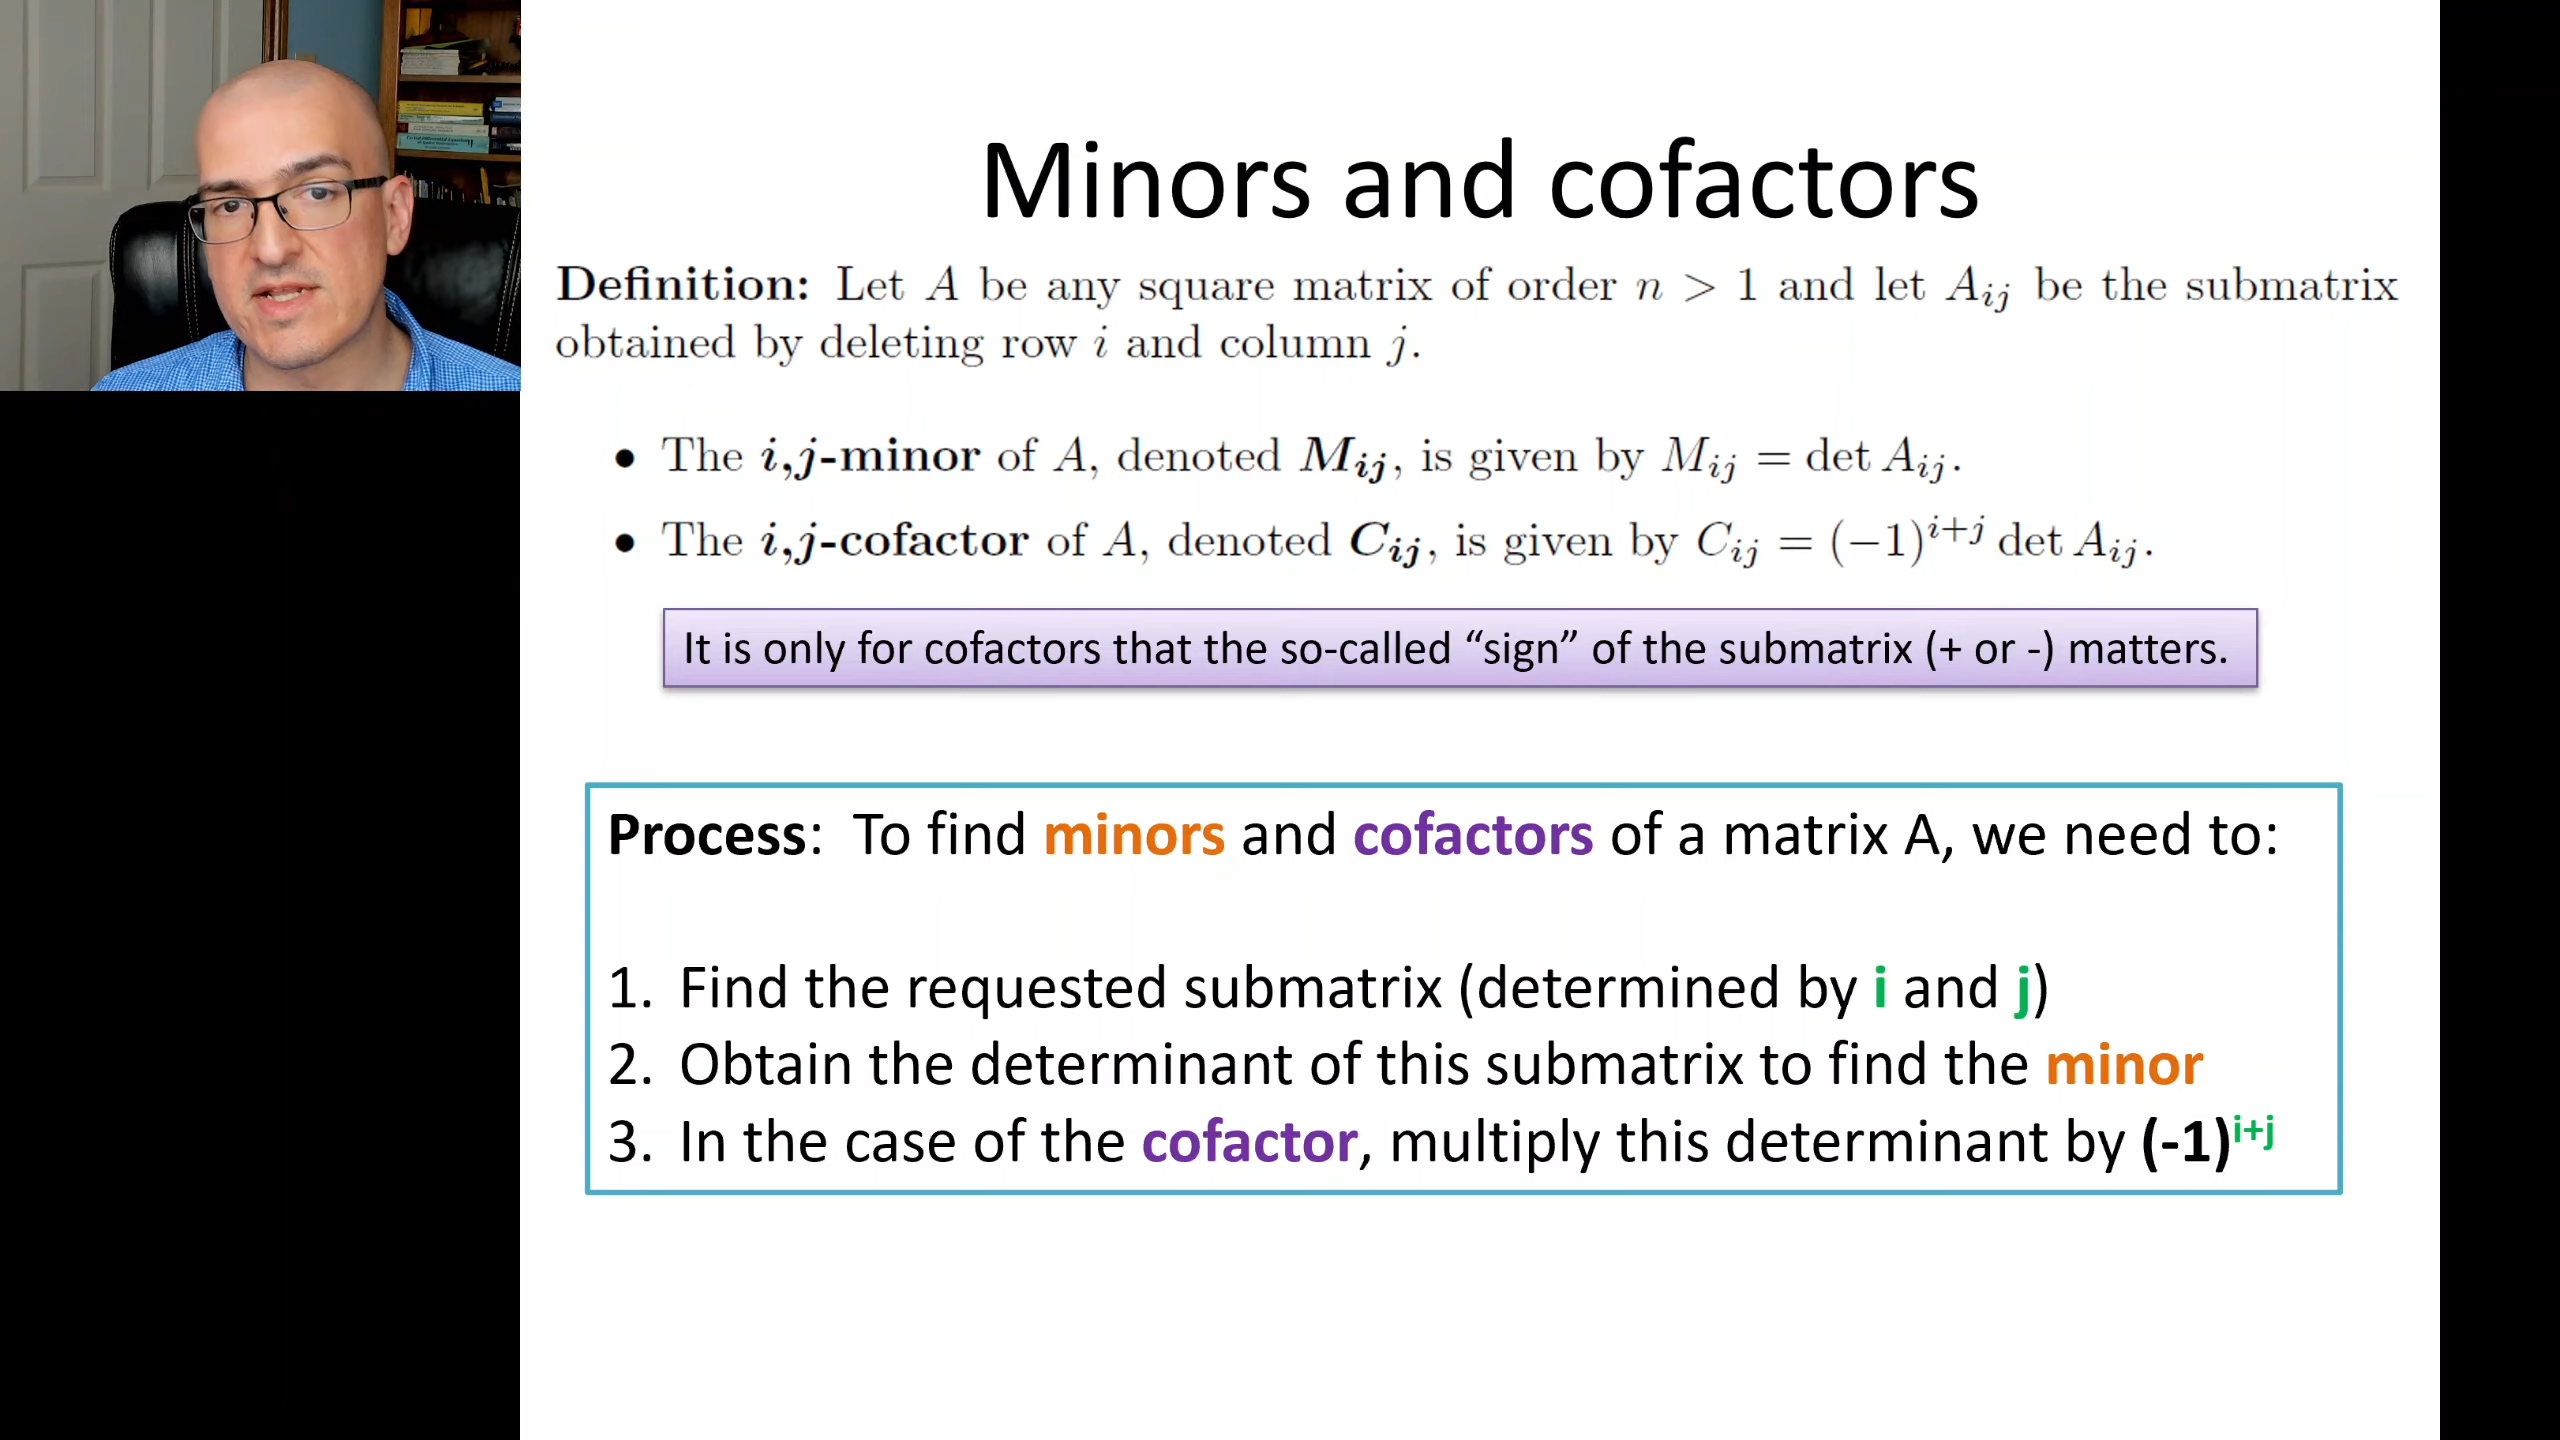 Minors and cofactors
Definition: Let A be any square matrix of order n > 1 and let Aᵢⱼ be the submatrix
obtained by deleting row i and column j.
• The i,j-minor of A, denoted Mᵢⱼ, is given by Mᵢⱼ = det Aᵢⱼ.
• The i,j-cofactor of A, denoted Cᵢⱼ, is given by Cᵢⱼ = (−1)ⁱ⁺ʲ det Aᵢⱼ.
It is only for cofactors that the so-called “sign” of the submatrix (+ or -) matters.
Process: To find minors and cofactors of a matrix A, we need to:
1. Find the requested submatrix (determined by i and j)
2. Obtain the determinant of this submatrix to find the minor
3. In the case of the cofactor, multiply this determinant by (-1)ⁱ⁺ʲ